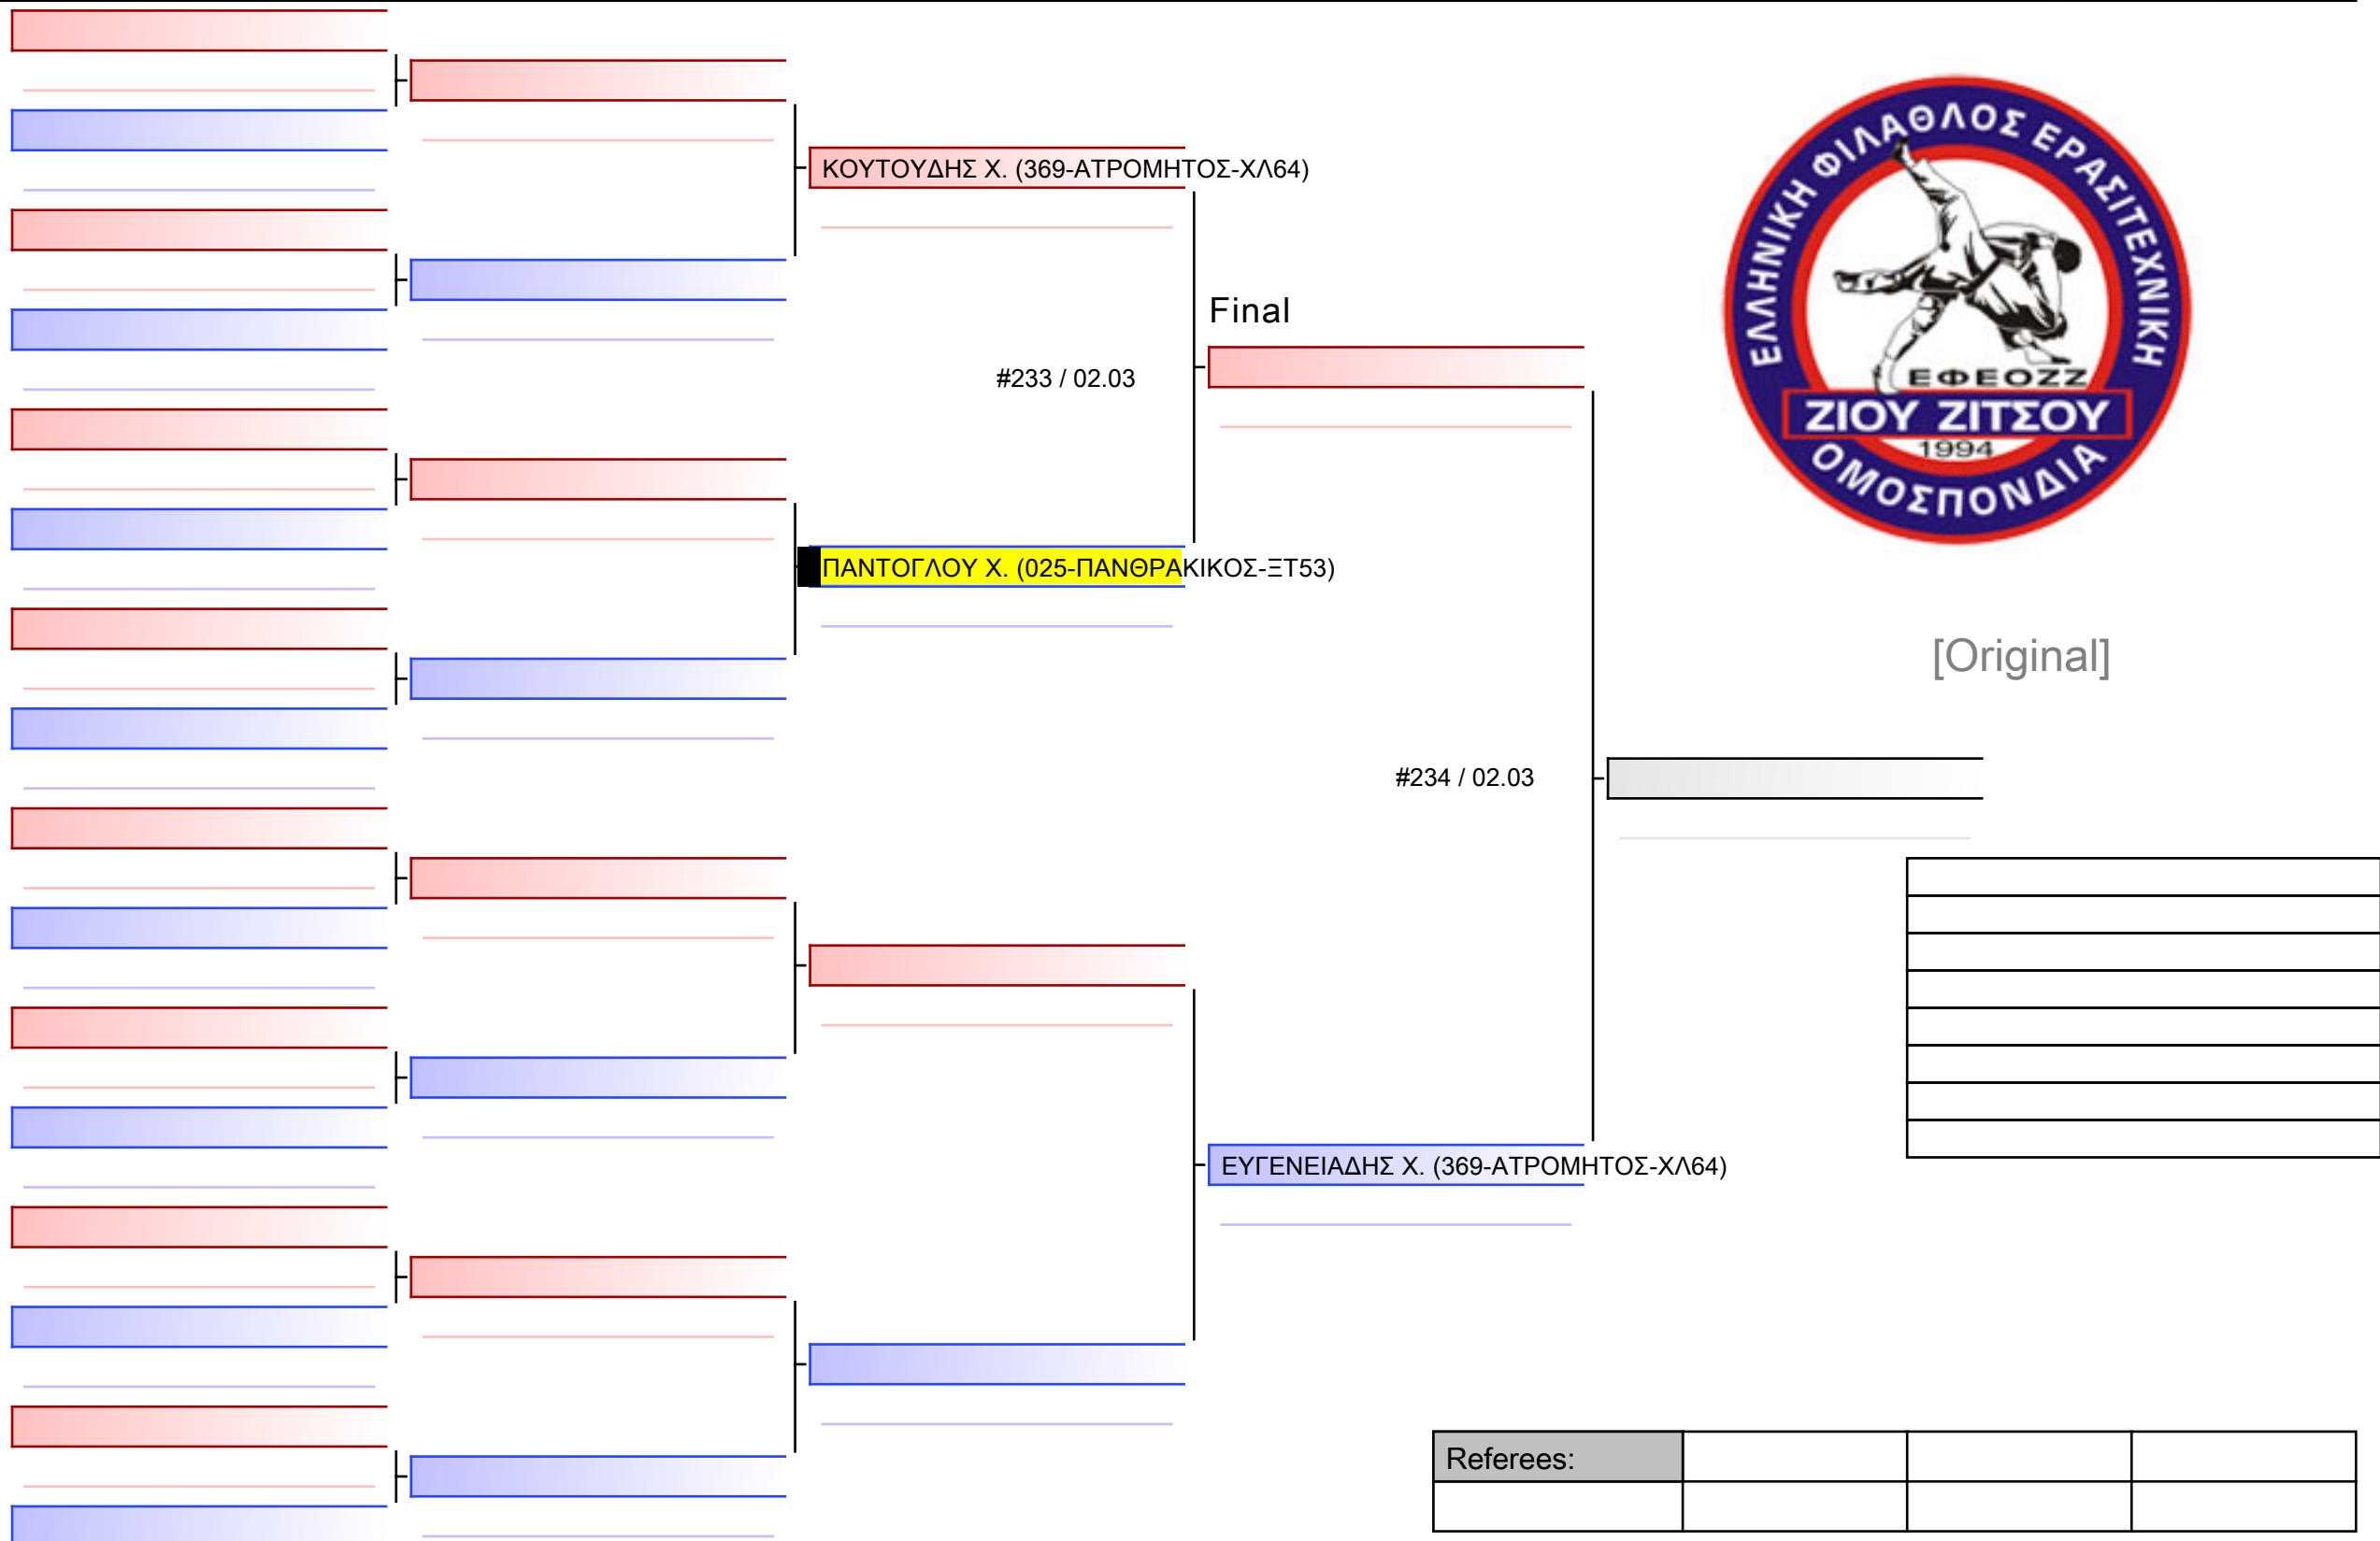 ΚΟΥΤΟΥΔΗΣ Χ. (369-ΑΤΡΟΜΗΤΟΣ-ΧΛ64)
ΕΛΛΗΝΙΚΗ ΦΙΛΑΘΛΟΣ ΕΡΑΣΙΤΕΧΝΙΚΗ
Final
#233 / 02.03
ΕΦΕΟΖΖ
ΖΙΟΥ ΖΙΤΣΟΥ
1994
ΟΜΟΣΠΟΝΔΙΑ
ΠΑΝΤΟΓΛΟΥ Χ. (025-ΠΑΝΘΡΑΚΙΚΟΣ-ΞΤ53)
[Original]
#234 / 02.03
ΕΥΓΕΝΕΙΑΔΗΣ Χ. (369-ΑΤΡΟΜΗΤΟΣ-ΧΛ64)
Referees: